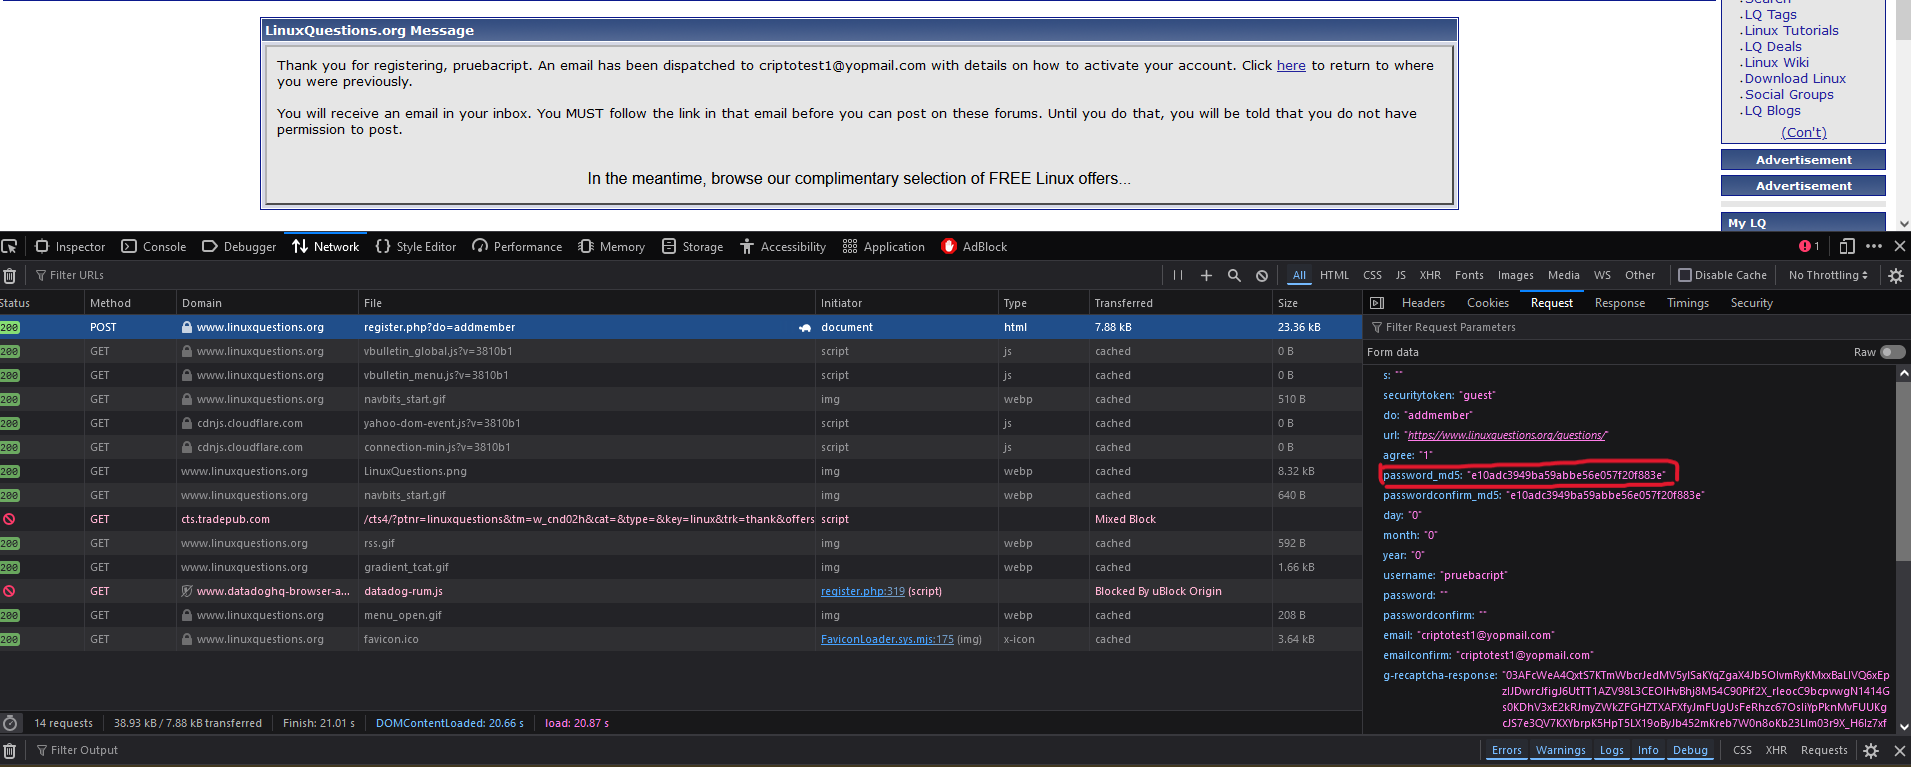 Search
LQ Tags
Linux Tutorials
LQ Deals
Linux Wiki
Download Linux
Social Groups
LQ Blogs
(Con't)
Advertisement
Advertisement
My LQ
LinuxQuestions.org Message
Thank you for registering, pruebacript. An email has been dispatched to criptotest1@yopmail.com with details on how to activate your account. Click here to return to where
you were previously.
You will receive an email in your inbox. You MUST follow the link in that email before you can post on these forums. Until you do that, you will be told that you do not have
permission to post.
In the meantime, browse our complimentary selection of FREE Linux offers...
Inspector Console Debugger Network Style Editor Performance Memory Storage Accessibility Application AdBlock 1
Filter URLs All HTML CSS JS XHR Fonts Images Media WS Other Disable Cache No Throttling
Status Method Domain File Initiator Type Transferred Size
200 POST www.linuxquestions.org register.php?do=addmember document html 7.88 kB 23.36 kB
200 GET www.linuxquestions.org vbulletin_global.js?v=3810b1 script js cached 0 B
200 GET www.linuxquestions.org vbulletin_menu.js?v=3810b1 script js cached 0 B
200 GET www.linuxquestions.org navbits_start.gif img webp cached 510 B
200 GET cdnjs.cloudflare.com yahoo-dom-event.js?v=3810b1 script js cached 0 B
200 GET cdnjs.cloudflare.com connection-min.js?v=3810b1 script js cached 0 B
200 GET www.linuxquestions.org LinuxQuestions.png img webp cached 8.32 kB
200 GET www.linuxquestions.org navbits_start.gif img webp cached 640 B
GET cts.tradepub.com /cts4/?ptnr=linuxquestions&tm=w_cnd02h&cat=&type=&key=linux&trk=thank&offers script Mixed Block
200 GET www.linuxquestions.org rss.gif img webp cached 592 B
200 GET www.linuxquestions.org gradient_tcat.gif img webp cached 1.66 kB
GET www.datadoghq-browser-a... datadog-rum.js register.php:319 (script) Blocked By uBlock Origin
200 GET www.linuxquestions.org menu_open.gif img webp cached 208 B
200 GET www.linuxquestions.org favicon.ico FaviconLoader.sys.mjs:175 (img) x-icon cached 3.64 kB
14 requests 38.93 kB / 7.88 kB transferred Finish: 21.01 s DOMContentLoaded: 20.66 s load: 20.87 s
Headers Cookies Request Response Timings Security
Filter Request Parameters
Form data Raw
s: ""
securitytoken: "guest"
do: "addmember"
url: "https://www.linuxquestions.org/questions/"
agree: "1"
password_md5: "e10adc3949ba59abbe56e057f20f883e"
passwordconfirm_md5: "e10adc3949ba59abbe56e057f20f883e"
day: "0"
month: "0"
year: "0"
username: "pruebacript"
password: ""
passwordconfirm: ""
email: "criptotest1@yopmail.com"
emailconfirm: "criptotest1@yopmail.com"
g-recaptcha-response:
Filter Output Errors Warnings Logs Info Debug CSS XHR Requests